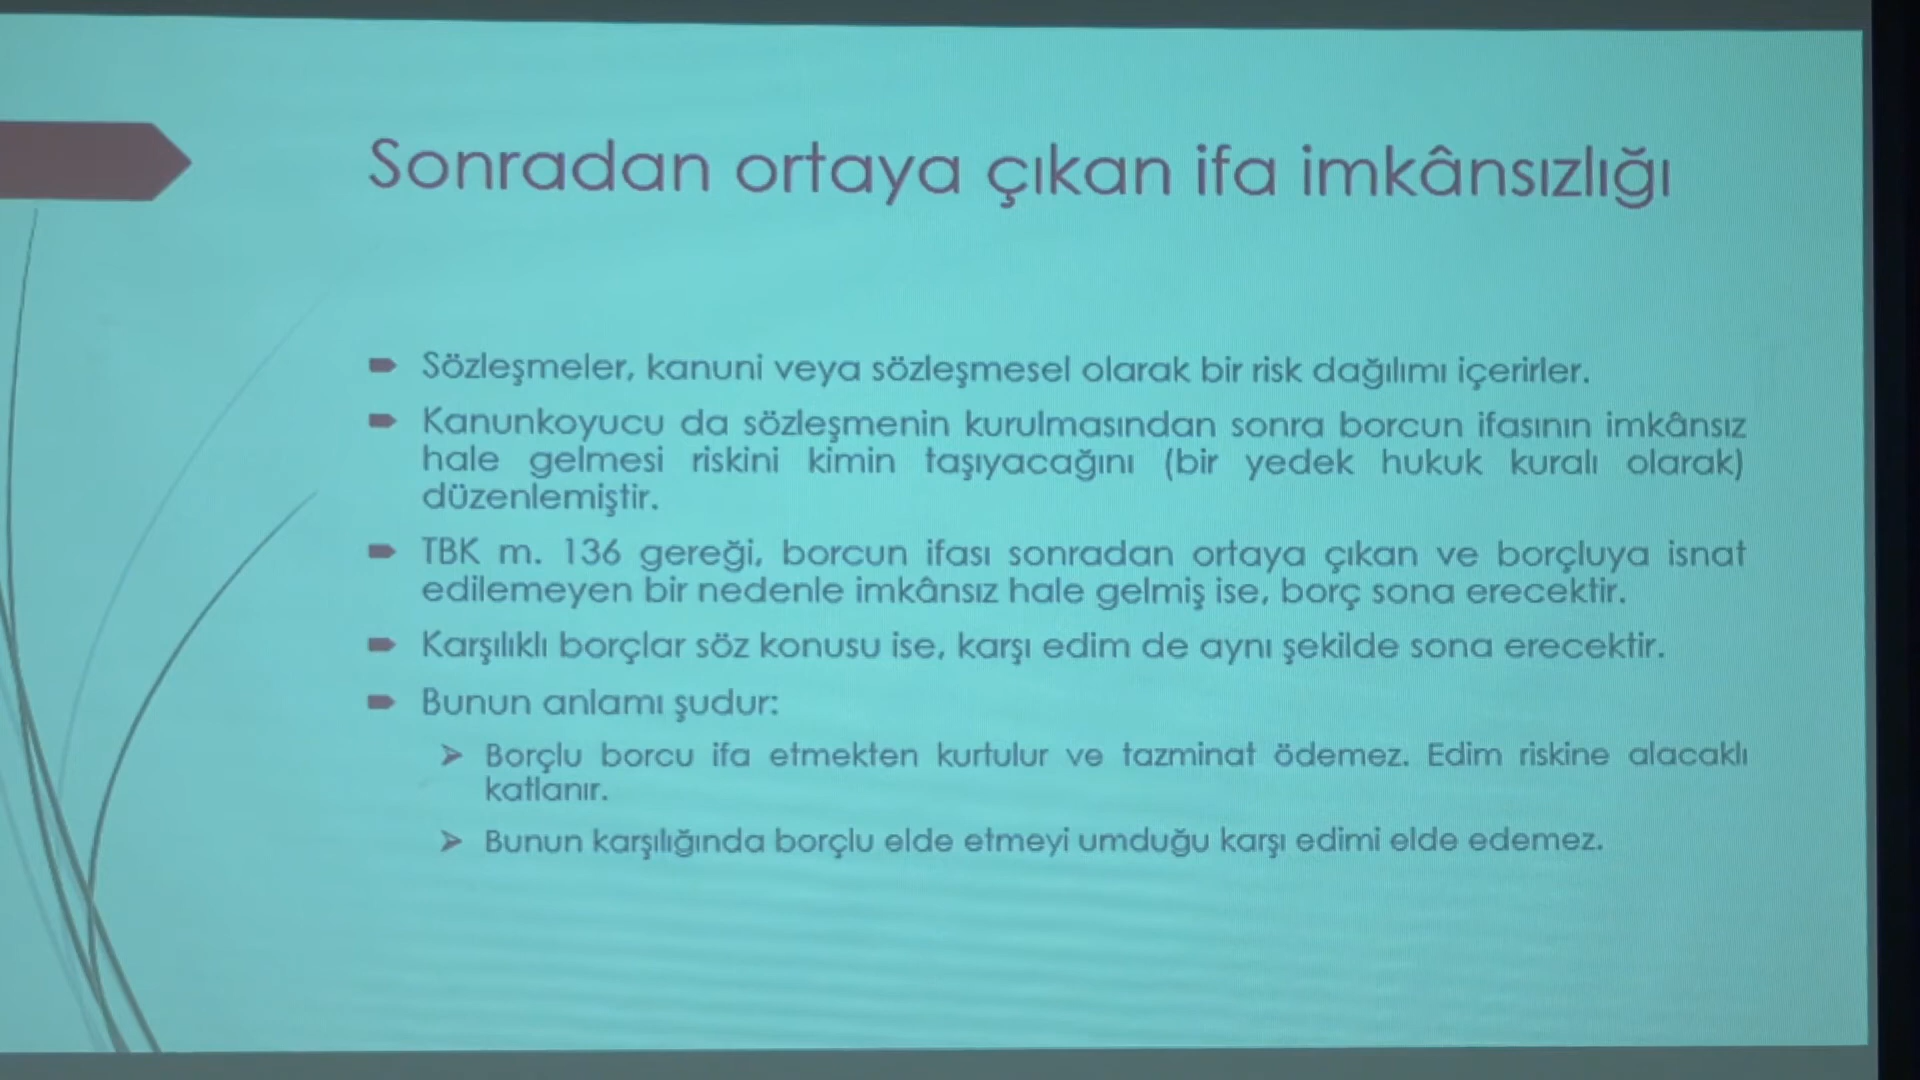 Sonradan ortaya çıkan ifa imkânsızlığı
Sözleşmeler, kanuni veya sözleşmesel olarak bir risk dağılımı içerirler.
Kanunkoyucu da sözleşmenin kurulmasından sonra borcun ifasının imkânsız
hale gelmesi riskini kimin taşıyacağını (bir yedek hukuk kuralı olarak)
düzenlemiştir.
TBK m. 136 gereği, borcun ifası sonradan ortaya çıkan ve borçluya isnat
edilemeyen bir nedenle imkânsız hale gelmiş ise, borç sona erecektir.
Karşılıklı borçlar söz konusu ise, karşı edim de aynı şekilde sona erecektir.
Bunun anlamı şudur:
Borçlu borcu ifa etmekten kurtulur ve tazminat ödemez. Edim riskine alacaklı
katlanır.
Bunun karşılığında borçlu elde etmeyi umduğu karşı edimi elde edemez.